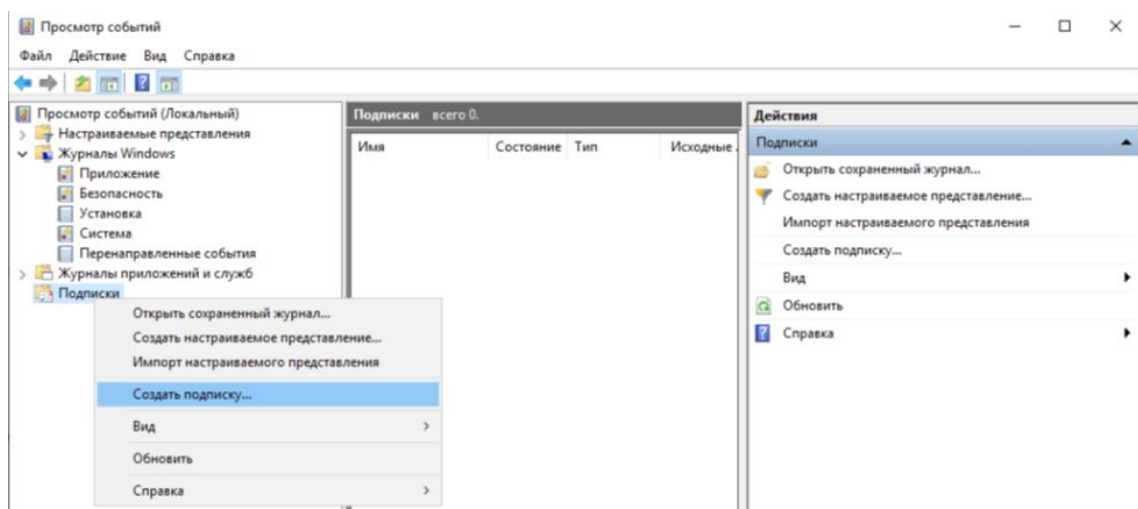 Просмотр событий
Файл Действие Вид Справка
Просмотр событий (Локальный)
Настраиваемые представления
Журналы Windows
Приложение
Безопасность
Установка
Система
Перенаправленные события
Журналы приложений и служб
Подписки
Открыть сохраненный журнал...
Создать настраиваемое представление...
Импорт настраиваемого представления
Создать подписку...
Вид
Обновить
Справка
Подписки всего 0.
Имя Состояние Тип Исходные
Действия
Подписки
Открыть сохраненный журнал...
Создать настраиваемое представление...
Импорт настраиваемого представления
Создать подписку...
Вид
Обновить
Справка